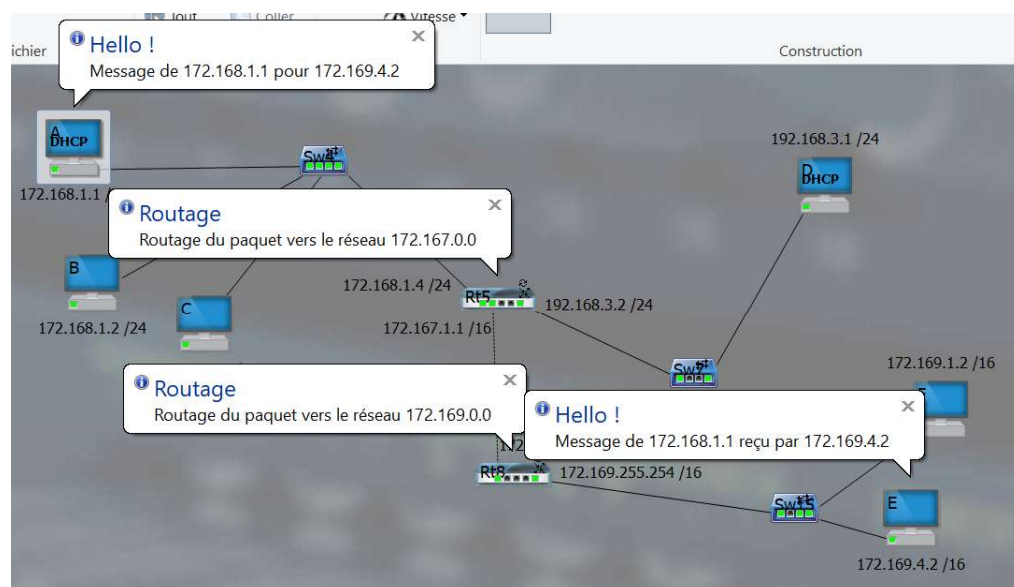 Tout
Coller
Vitesse
ichier
Construction
Hello !
Message de 172.168.1.1 pour 172.169.4.2
A
DHCP
172.168.1.1 /
Sw4
192.168.3.1 /24
D
DHCP
Routage
Routage du paquet vers le réseau 172.167.0.0
B
172.168.1.2 /24
C
172.168.1.4 /24
Rt5
192.168.3.2 /24
172.167.1.1 /16
Sw7
172.169.1.2 /16
Routage
Routage du paquet vers le réseau 172.169.0.0
Hello !
Message de 172.168.1.1 reçu par 172.169.4.2
Rt8
172.169.255.254 /16
Sw15
E
172.169.4.2 /16